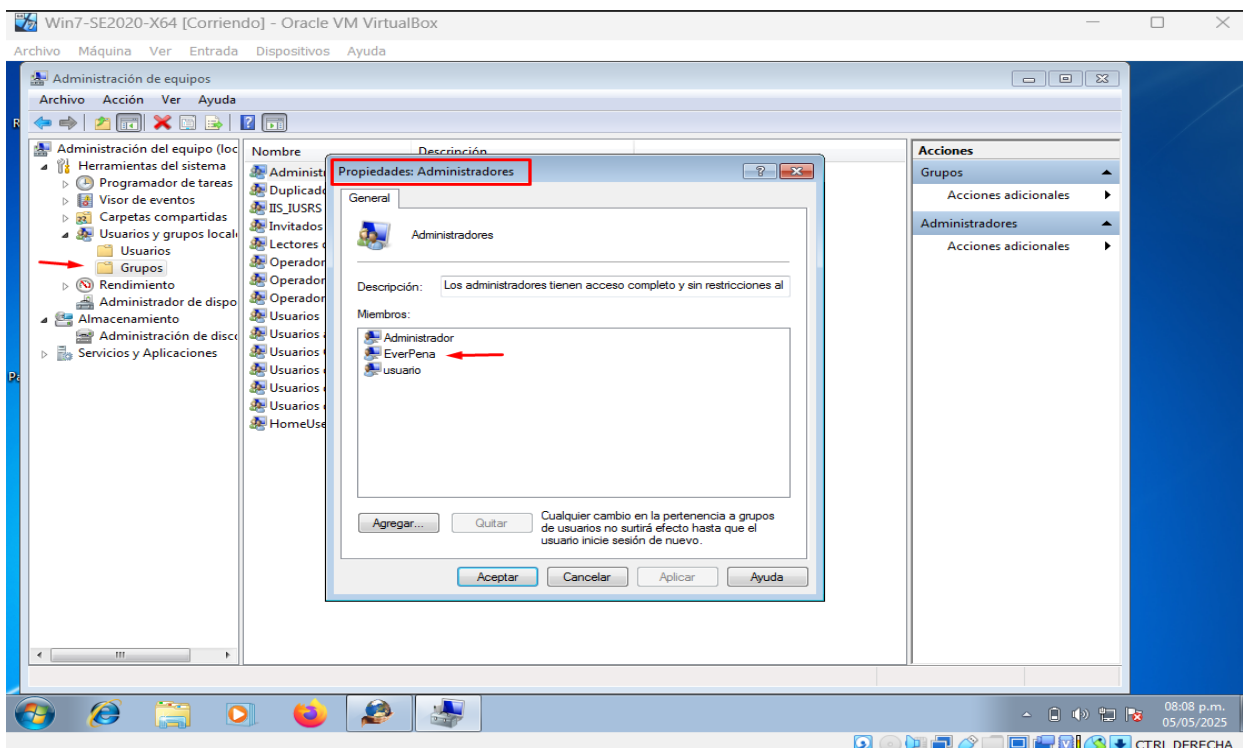 Win7-SE2020-X64 [Corriendo] - Oracle VM VirtualBox
Archivo Máquina Ver Entrada Dispositivos Ayuda
Administración de equipos
Archivo Acción Ver Ayuda
Administración del equipo (loc
Herramientas del sistema
Programador de tareas
Visor de eventos
Carpetas compartidas
Usuarios y grupos local
Usuarios
Grupos
Rendimiento
Administrador de dispo
Almacenamiento
Administración de disc
Servicios y Aplicaciones
Nombre Descripción
Administr
Duplicado
IIS_IUSRS
Invitados
Lectores
Operador
Operador
Operador
Usuarios
Usuarios
Usuarios
Usuarios
Usuarios
Usuarios
HomeUse
Propiedades: Administradores
General
Administradores
Descripción: Los administradores tienen acceso completo y sin restricciones al
Miembros:
Administrador
EverPena
usuario
Agregar... Quitar
Cualquier cambio en la pertenencia a grupos
de usuarios no surtirá efecto hasta que el
usuario inicie sesión de nuevo.
Aceptar Cancelar Aplicar Ayuda
Acciones
Grupos
Acciones adicionales
Administradores
Acciones adicionales
08:08 p.m.
05/05/2025
CTRL DERECHA